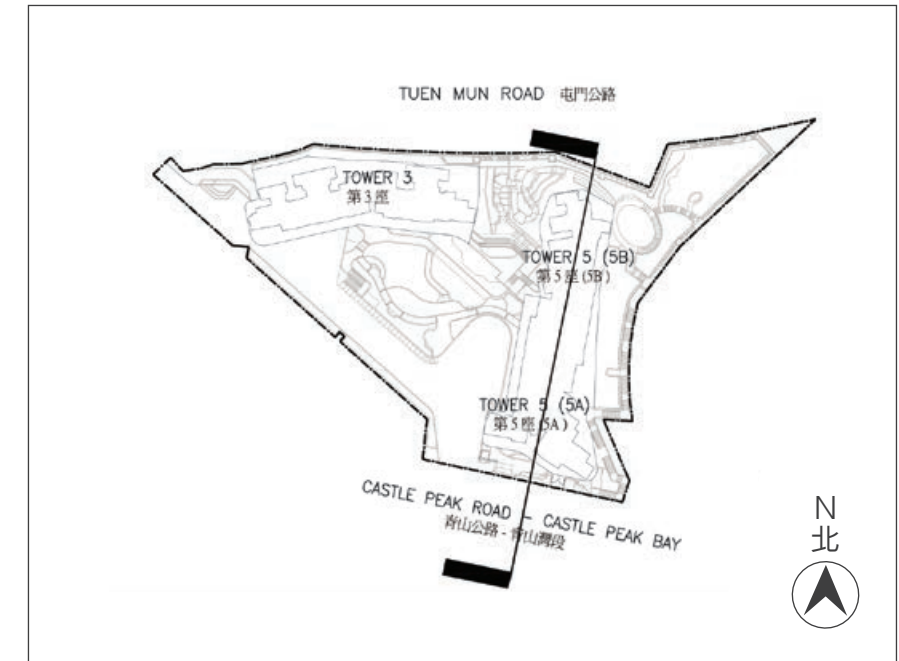 TUEN MUN ROAD 屯門公路
TOWER 3
第3座
TOWER 5 (5B)
第5座(5B)
TOWER 5 (5A)
第5座(5A)
CASTLE PEAK ROAD - CASTLE PEAK BAY
青山公路 - 青山灣段
N
北